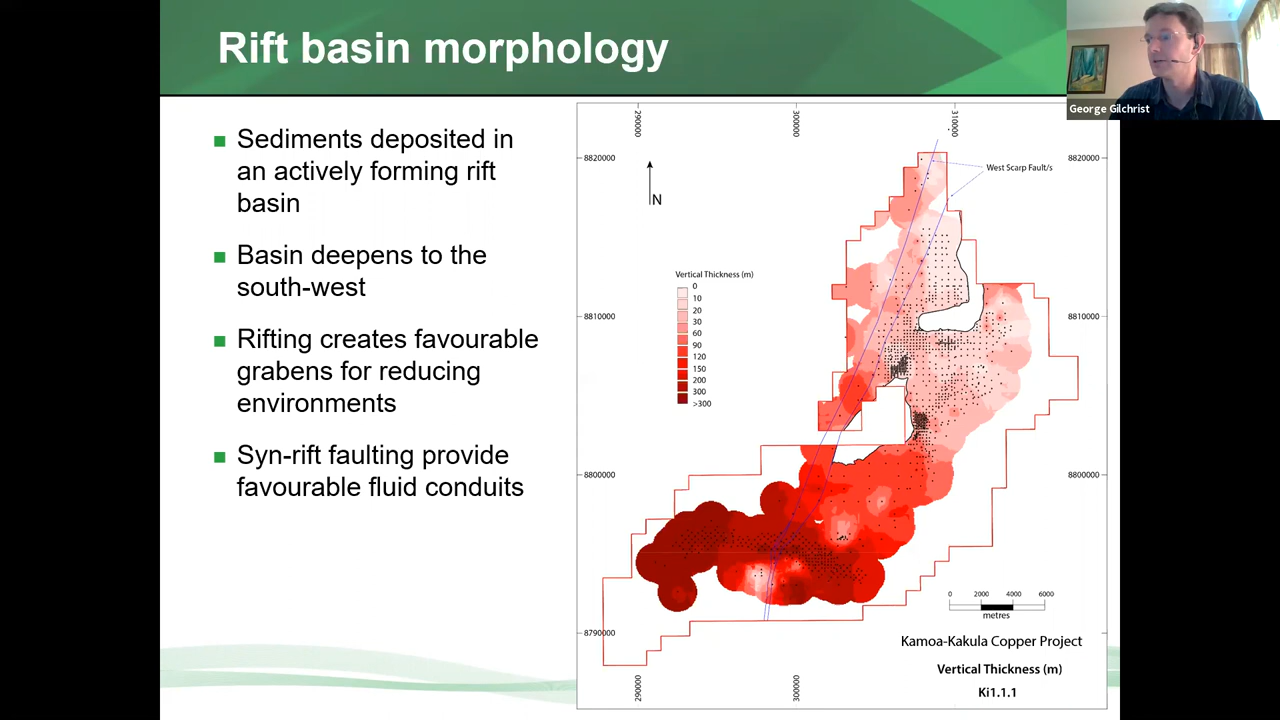 Rift basin morphology
George Gilchrist
Sediments deposited in
an actively forming rift
basin
Basin deepens to the
south-west
Rifting creates favourable
grabens for reducing
environments
Syn-rift faulting provide
favourable fluid conduits
290000
300000
310000
8820000
8820000
West Scarp Fault/s
N
Vertical Thickness (m)
0
10
20
30
60
90
120
150
200
300
>300
8810000
8810000
8800000
8800000
0 2000 4000 6000
metres
8790000
Kamoa-Kakula Copper Project
Vertical Thickness (m)
Ki1.1.1
290000
300000